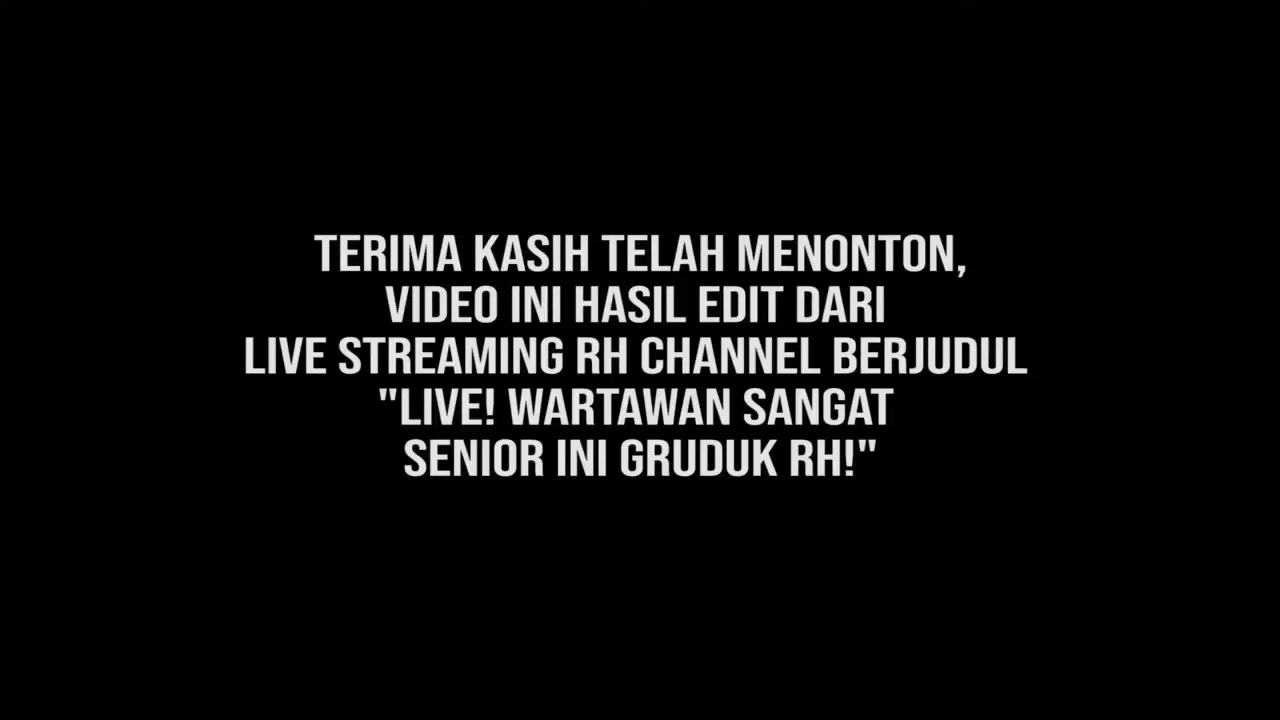 TERIMA KASIH TELAH MENONTON,
VIDEO INI HASIL EDIT DARI
LIVE STREAMING RH CHANNEL BERJUDUL
"LIVE! WARTAWAN SANGAT
SENIOR INI GRUDUK RH!"